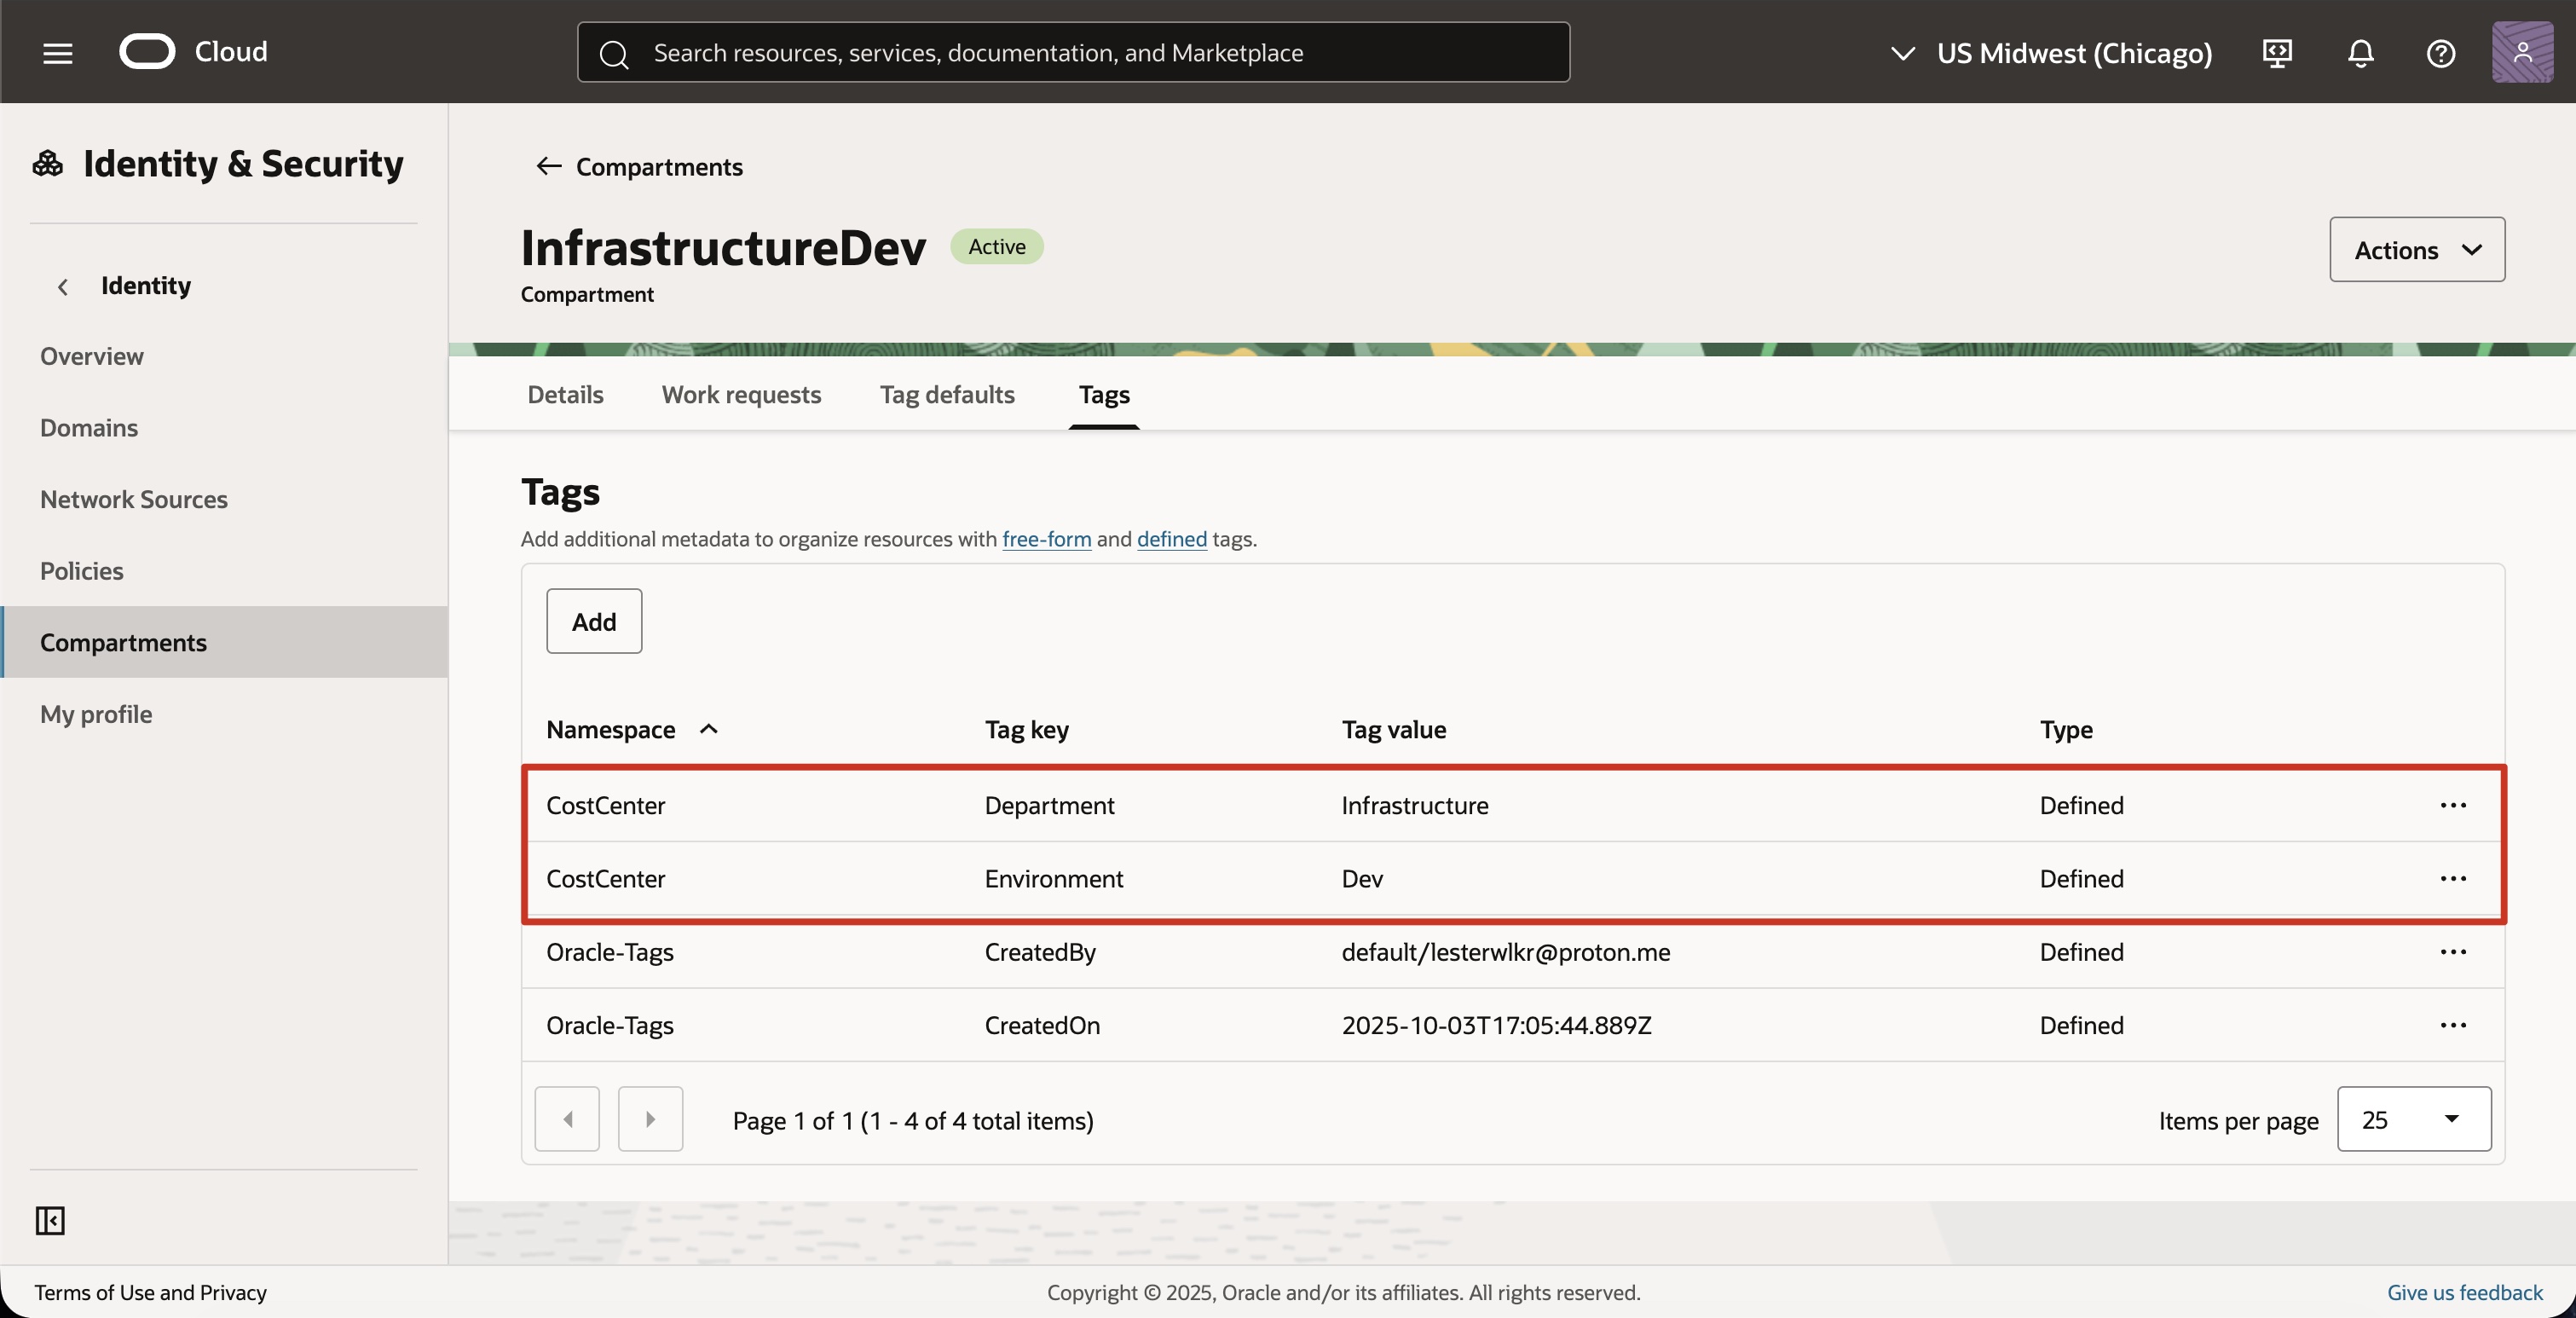 Cloud
Search resources, services, documentation, and Marketplace
US Midwest (Chicago)
Identity & Security
Identity
Overview
Domains
Network Sources
Policies
Compartments
My profile
Compartments
InfrastructureDev Active
Compartment
Actions
Details Work requests Tag defaults Tags
Tags
Add additional metadata to organize resources with free-form and defined tags.
Add
Namespace Tag key Tag value Type
CostCenter Department Infrastructure Defined ...
CostCenter Environment Dev Defined ...
Oracle-Tags CreatedBy default/lesterwlkr@proton.me Defined ...
Oracle-Tags CreatedOn 2025-10-03T17:05:44.889Z Defined ...
Page 1 of 1 (1 - 4 of 4 total items)
Items per page 25
Terms of Use and Privacy
Copyright © 2025, Oracle and/or its affiliates. All rights reserved.
Give us feedback